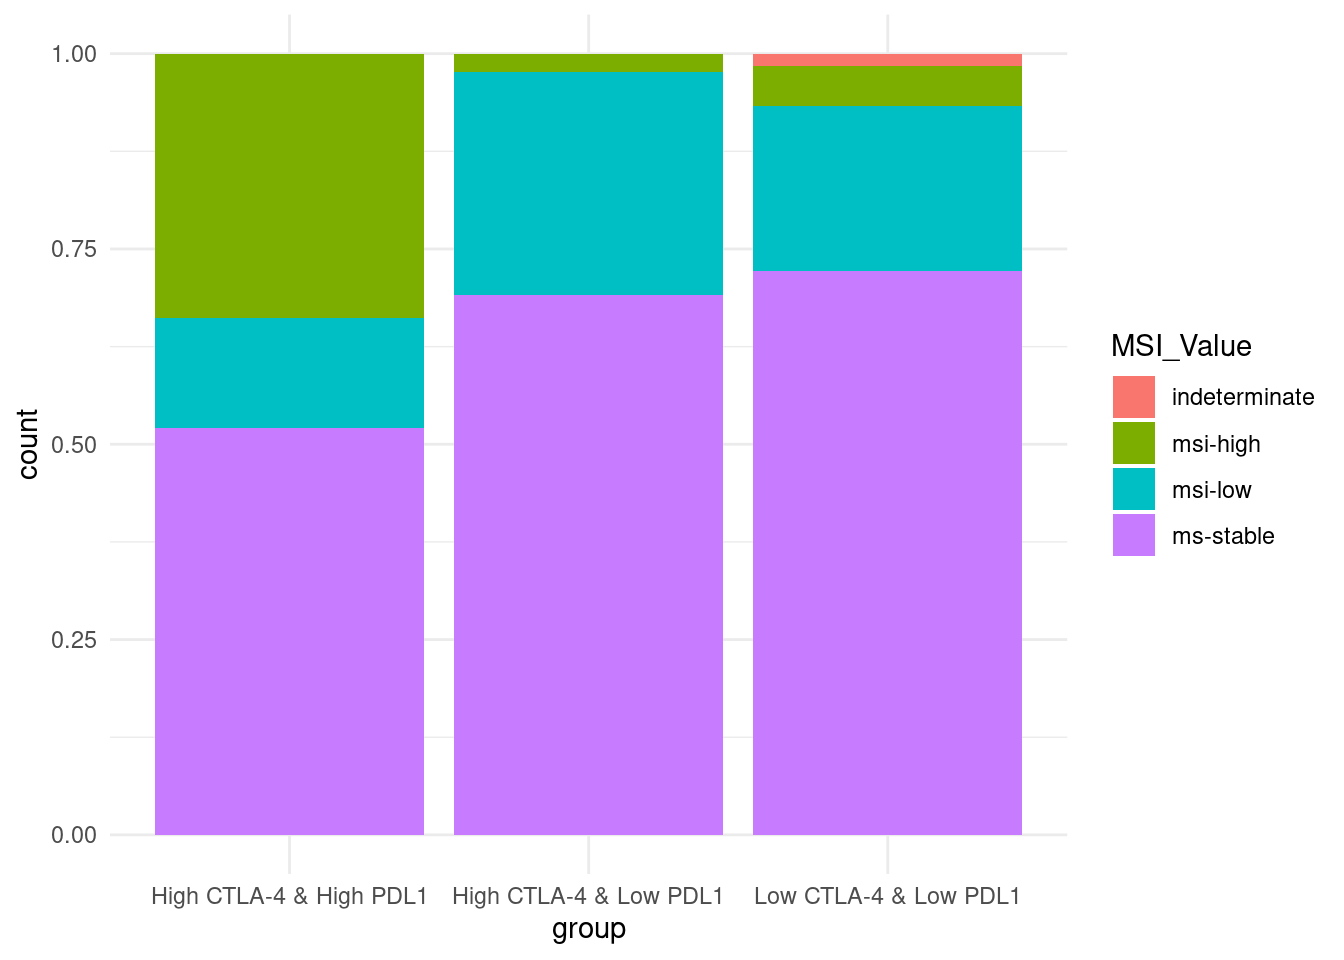 1.00
0.75
0.50
0.25
0.00
count
High CTLA-4 & High PDL1
High CTLA-4 & Low PDL1
Low CTLA-4 & Low PDL1
group
MSI_Value
indeterminate
msi-high
msi-low
ms-stable